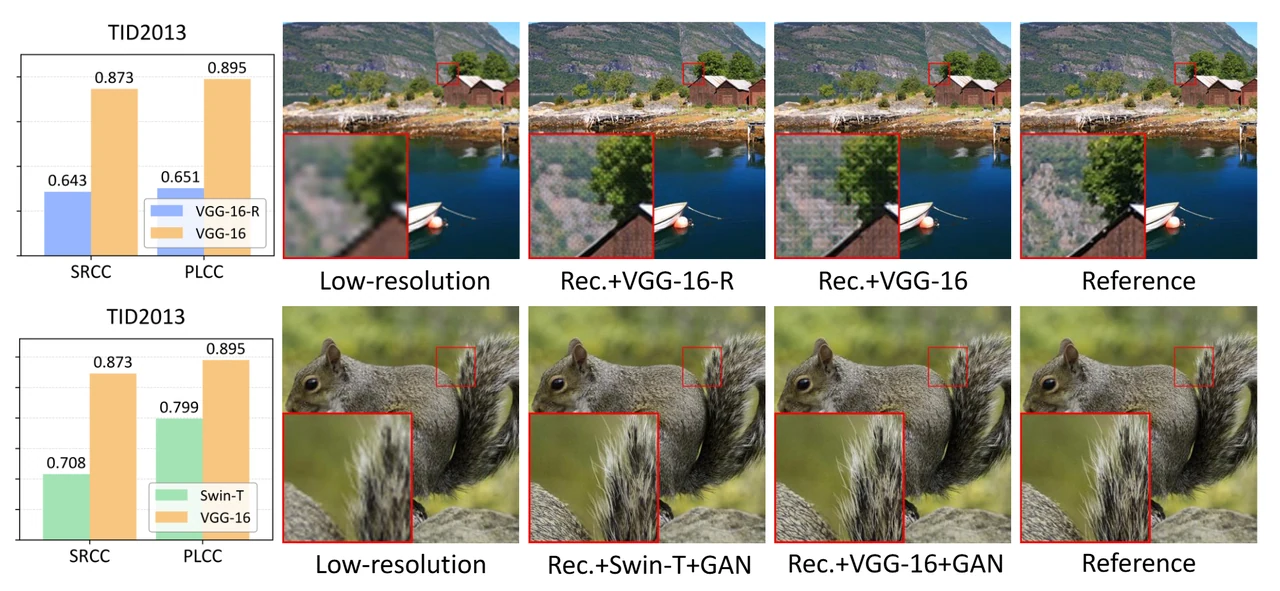 TID2013
0.873
0.895
0.643
0.651
VGG-16-R
VGG-16
SRCC
PLCC
Low-resolution
Rec.+VGG-16-R
Rec.+VGG-16
Reference
TID2013
0.873
0.895
0.708
0.799
Swin-T
VGG-16
SRCC
PLCC
Low-resolution
Rec.+Swin-T+GAN
Rec.+VGG-16+GAN
Reference